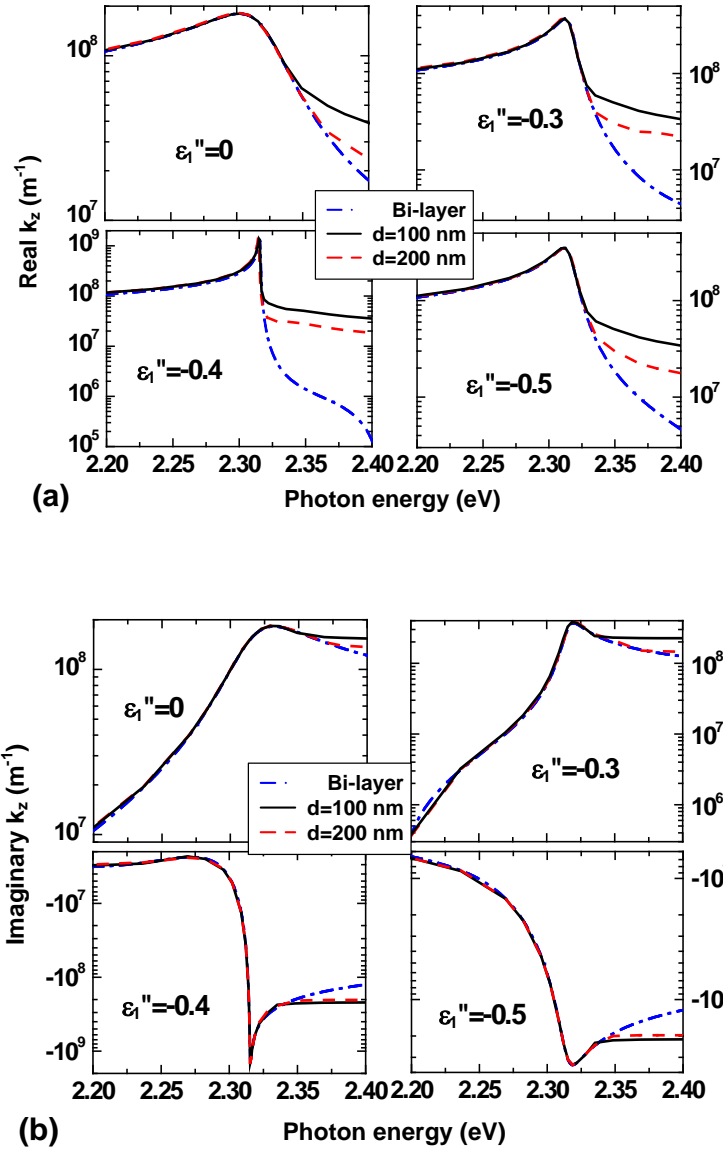 10⁸
10⁸
ε₁''=0
ε₁''=-0.3
10⁷
10⁷
Real k_z (m⁻¹)
Bi-layer
d=100 nm
d=200 nm
10⁹
10⁸
10⁷
10⁶
10⁵
10⁸
10⁷
ε₁''=-0.4
ε₁''=-0.5
2.20 2.25 2.30 2.35 2.40
2.20 2.25 2.30 2.35 2.40
(a)
Photon energy (eV)
10⁸
10⁷
ε₁''=0
10⁸
10⁷
10⁶
ε₁''=-0.3
Imaginary k_z (m⁻¹)
Bi-layer
d=100 nm
d=200 nm
-10⁷
-10⁸
-10⁹
ε₁''=-0.4
-10
-10
ε₁''=-0.5
2.20 2.25 2.30 2.35 2.40
2.20 2.25 2.30 2.35 2.40
(b)
Photon energy (eV)